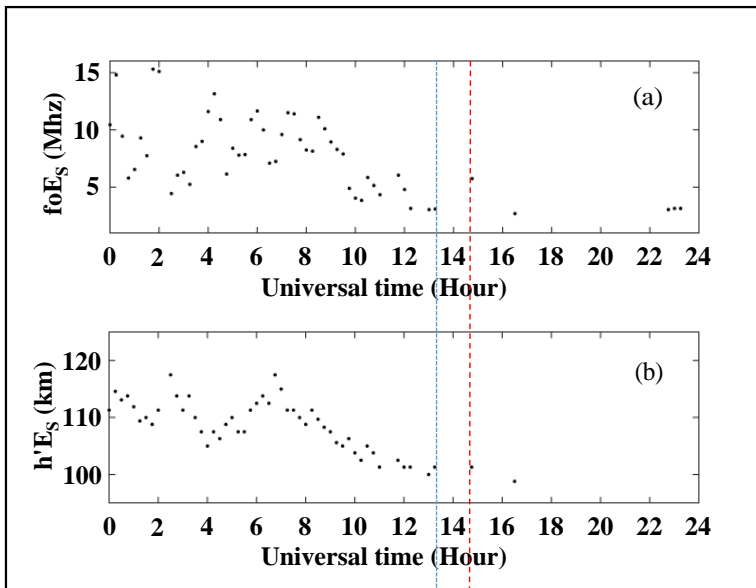 15
(a)
10
5
foE_S (Mhz)
0 2 4 6 8 10 12 14 16 18 20 22 24
Universal time (Hour)
120
(b)
110
100
h'E_S (km)
0 2 4 6 8 10 12 14 16 18 20 22 24
Universal time (Hour)